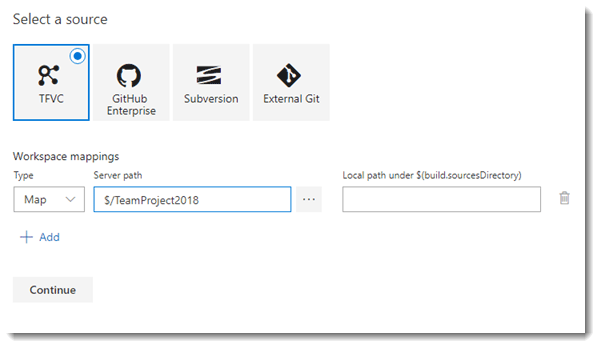 Select a source
TFVC
GitHub
Enterprise
Subversion
External Git
Workspace mappings
Type Server path Local path under $(build.sourcesDirectory)
Map $/TeamProject2018 ...
+ Add
Continue